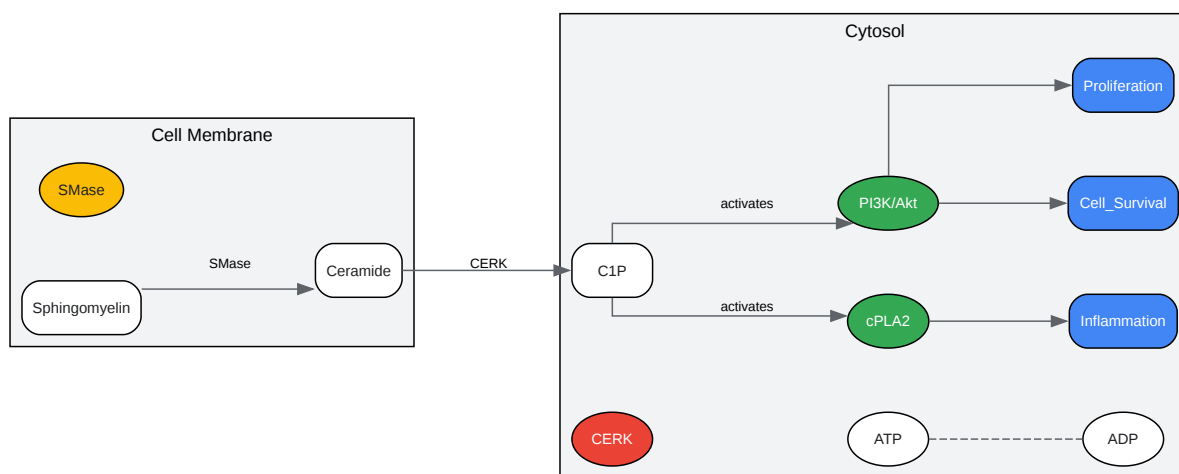 Cytosol
Proliferation
Cell Membrane
SMase
PI3K/Akt
Cell_Survival
activates
SMase
Ceramide
CERK
C1P
Sphingomyelin
activates
cPLA2
Inflammation
CERK
ATP
ADP